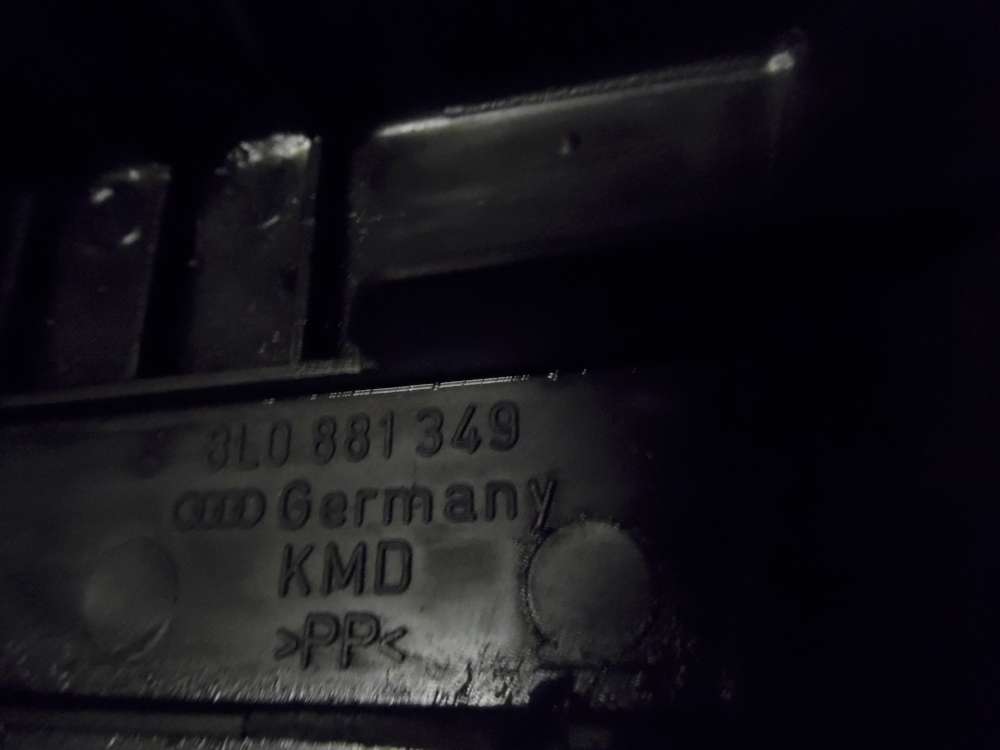 8L0 881 349
Germany
KMD
>PP<